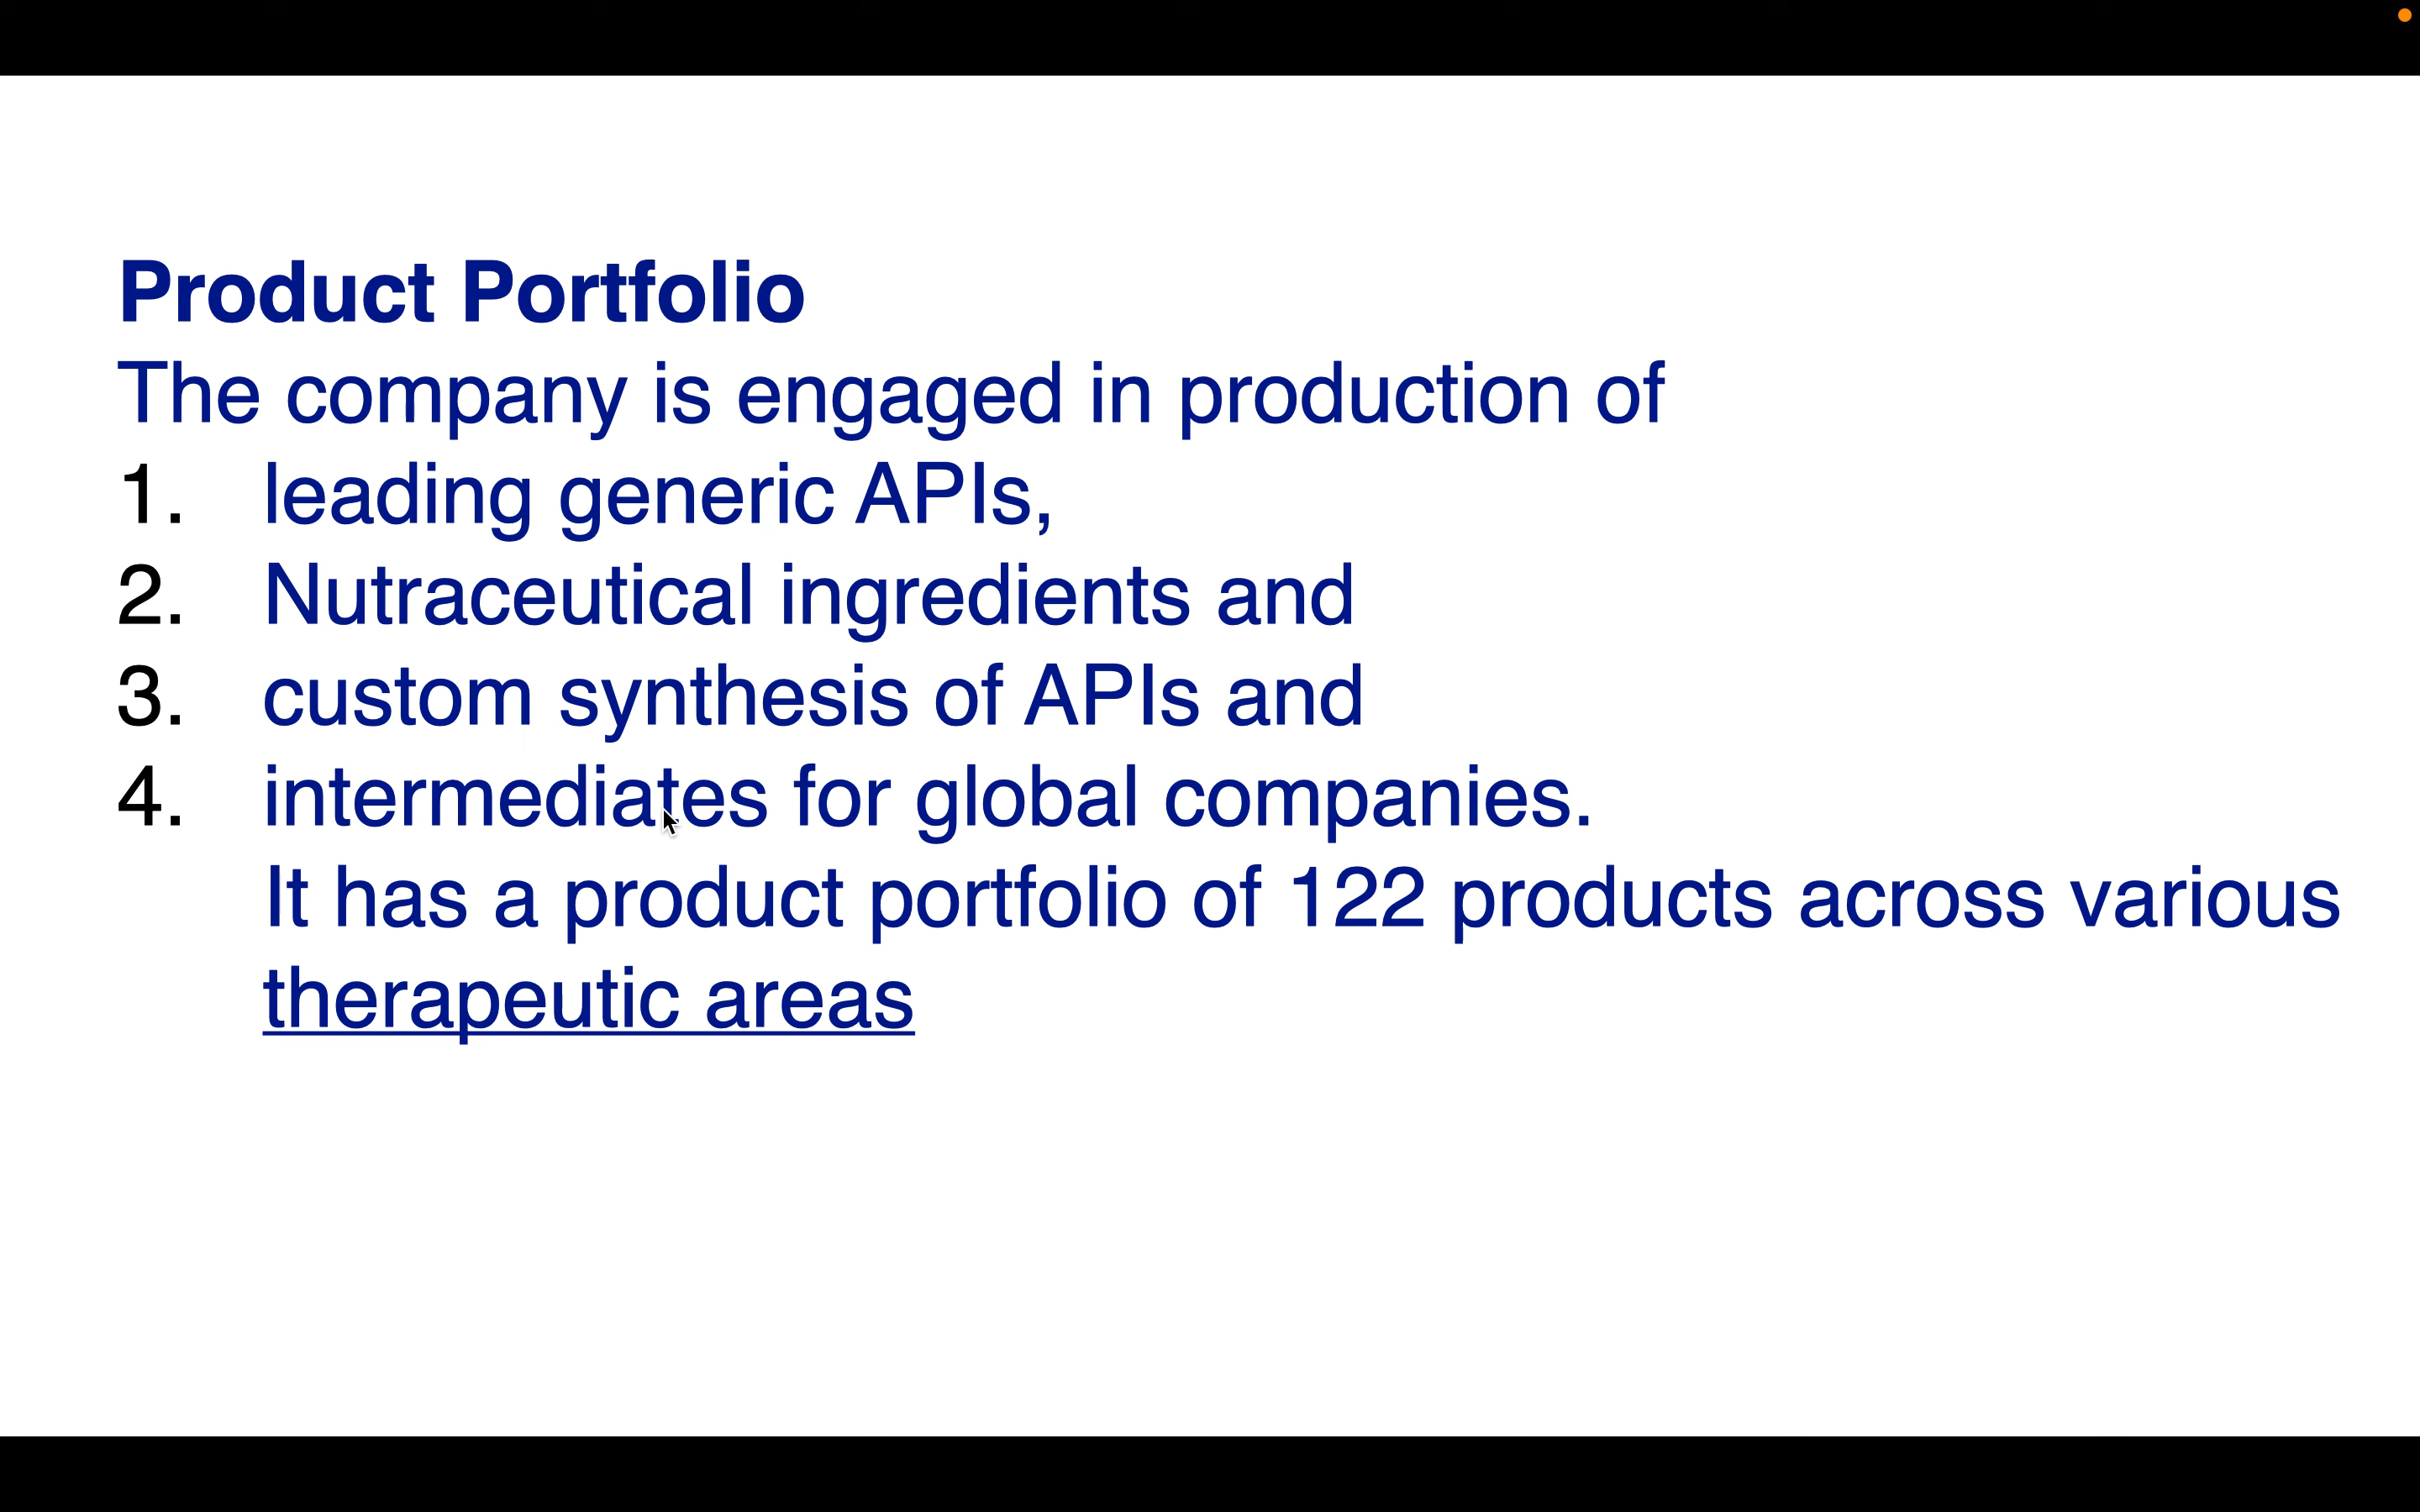 Product Portfolio
The company is engaged in production of
1. leading generic APIs,
2. Nutraceutical ingredients and
3. custom synthesis of APIs and
4. intermediates for global companies.
It has a product portfolio of 122 products across various
therapeutic areas